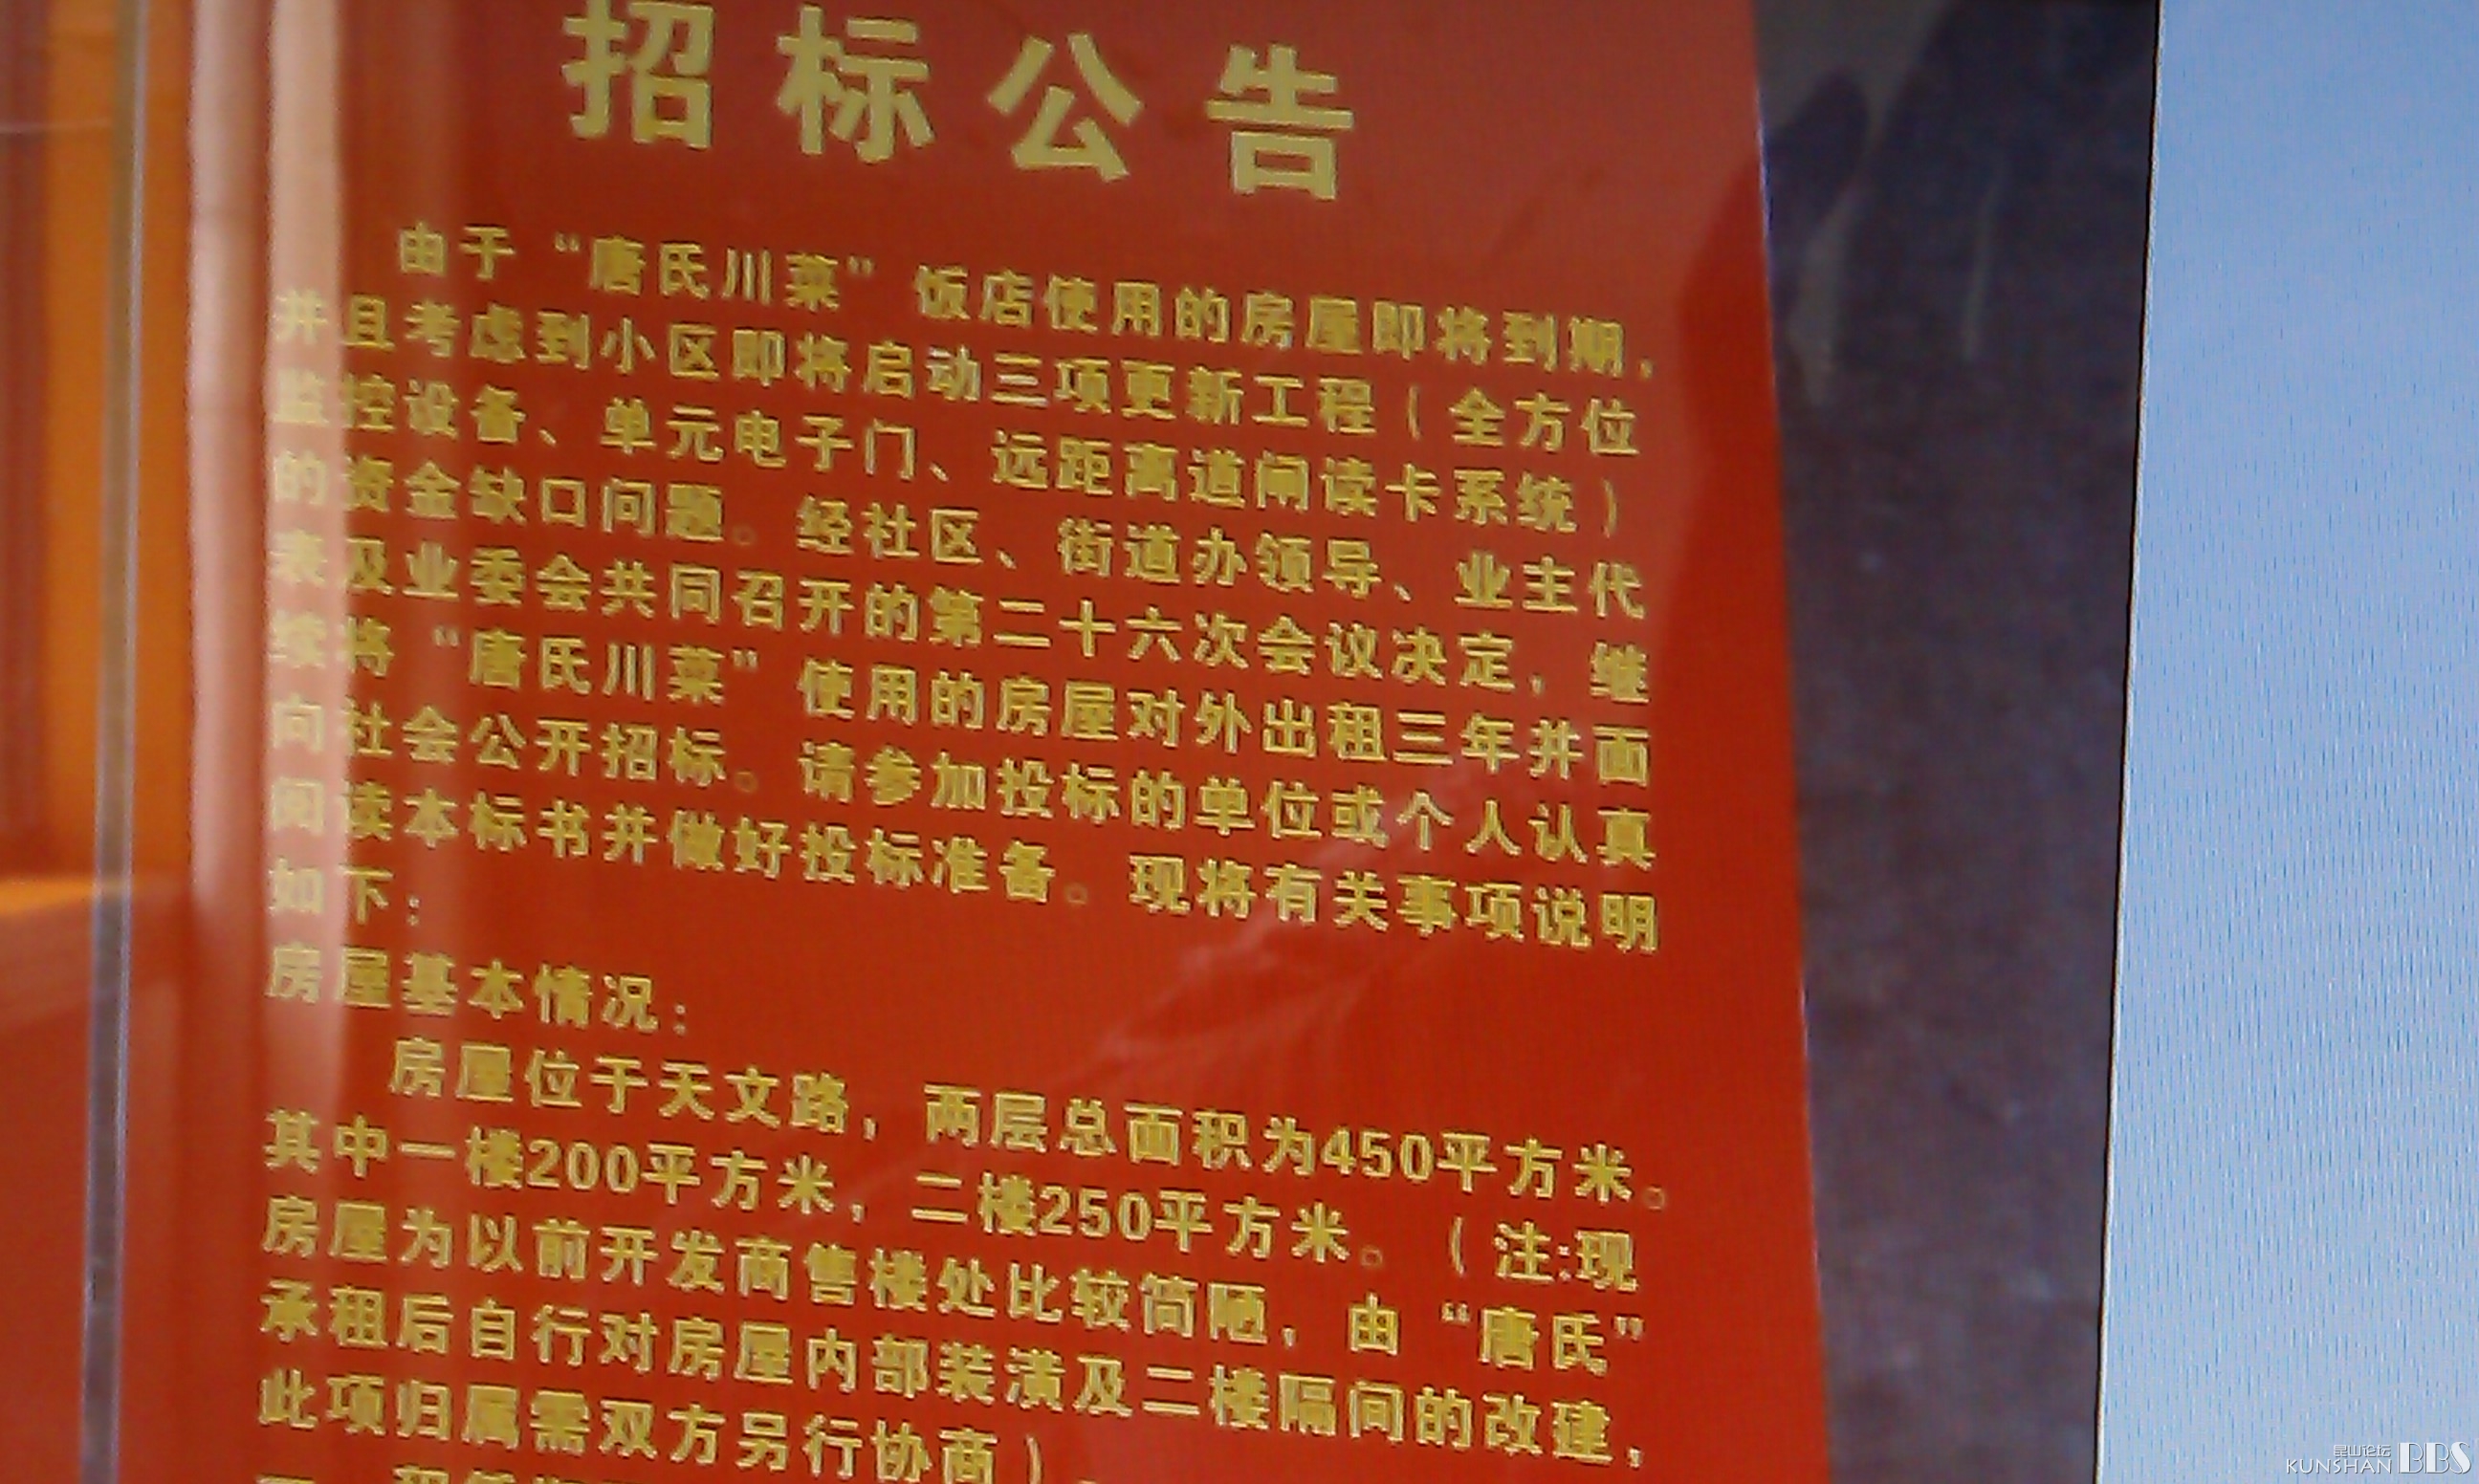 招标公告
由于“唐氏川菜”饭店使用的房屋即将到期，
并且考虑到小区即将启动三项更新工程（全方位
监控设备、单元电子门、远距离道闸读卡系统）
的资金缺口问题。经社区、街道办领导、业主代
表及业委会共同召开的第二十六次会议决定，继
续将“唐氏川菜”使用的房屋对外出租三年并面
向社会公开招标。请参加投标的单位或个人认真
阅读本标书并做好投标准备。现将有关事项说明
如下：
房屋基本情况：
房屋位于天文路，两层总面积为450平方米。
其中一楼200平方米，二楼250平方米。（注:现
房屋为以前开发商售楼处比较简陋，由“唐氏”
承租后自行对房屋内部装潢及二楼隔间的改建，
此项归属需双方另行协商）
昆山论坛
KUNSHAN BBS